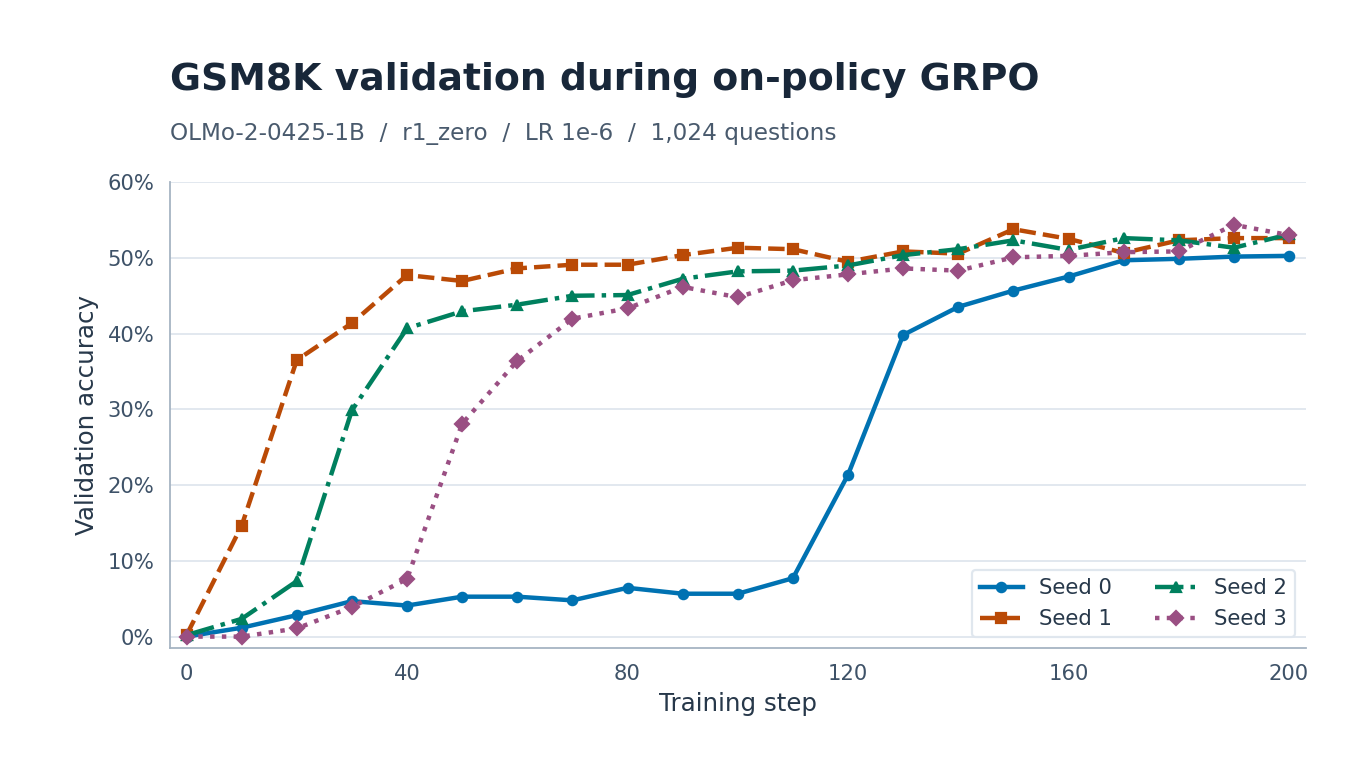 GSM8K validation during on-policy GRPO
OLMo-2-0425-1B / r1_zero / LR 1e-6 / 1,024 questions
60%
50%
40%
30%
20%
10%
0%
Validation accuracy
Seed 0
Seed 2
Seed 1
Seed 3
0
40
80
120
160
200
Training step